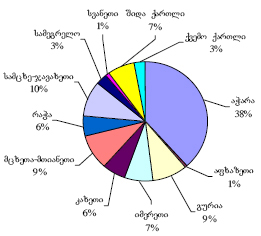 სვანეთი
1%
შიდა ქართლი
7%
ქვემო ქართლი
3%
აჭარა
38%
აფხაზეთი
1%
გურია
9%
იმერეთი
7%
კახეთი
6%
მცხეთა-მთიანეთი
9%
რაჭა
6%
სამცხე-ჯავახეთი
10%
სამეგრელო
3%